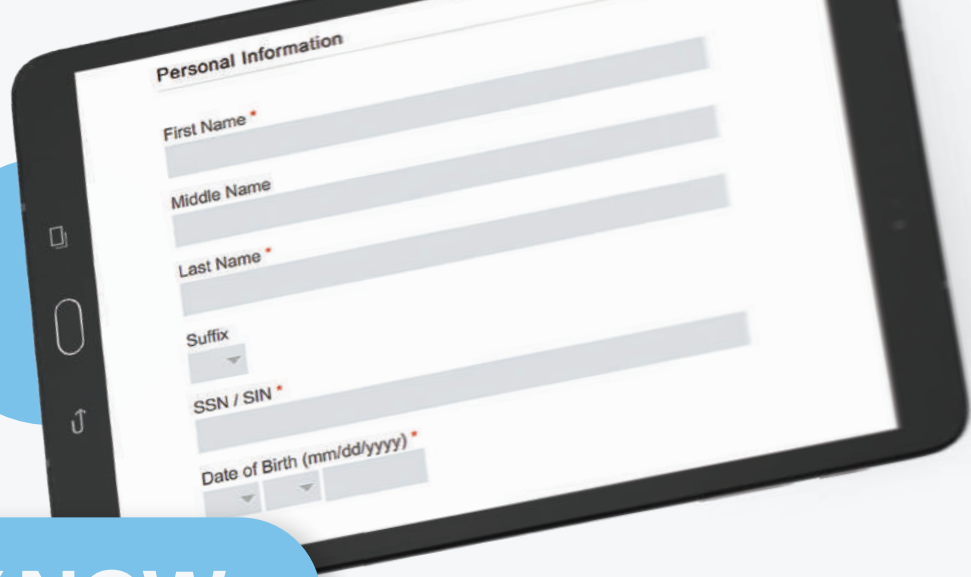 Personal Information
First Name *
Middle Name
Last Name *
Suffix
SSN / SIN *
Date of Birth (mm/dd/yyyy) *